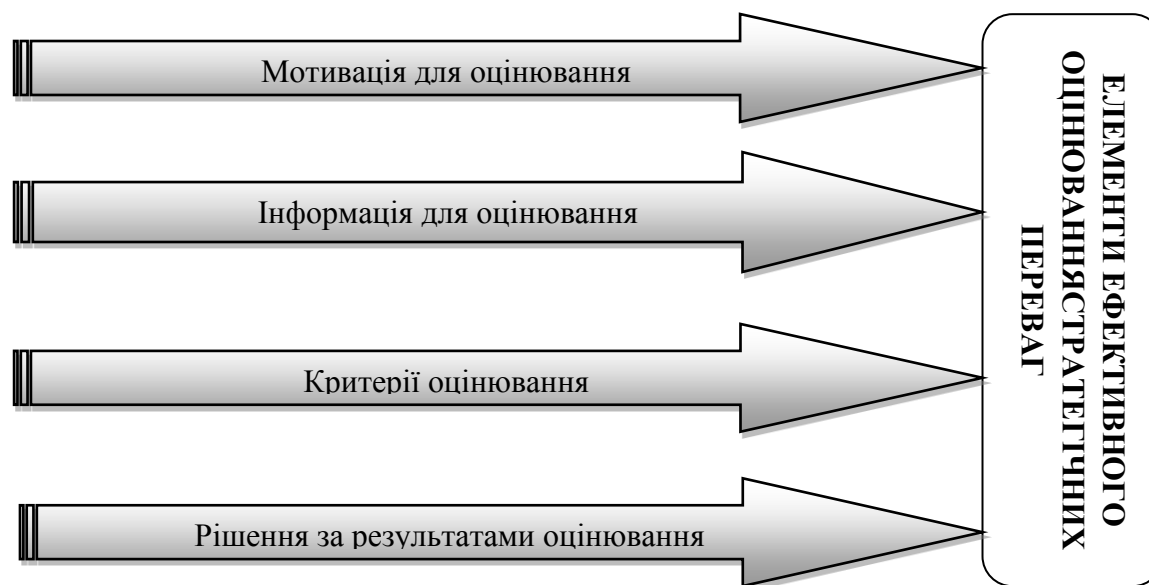 Мотивація для оцінювання
Інформація для оцінювання
Критерії оцінювання
Рішення за результатами оцінювання
ЕЛЕМЕНТИ ЕФЕКТИВНОГО
ОЦІНЮВАННЯСТРАТЕГІЧНИХ
ПЕРЕВАГ